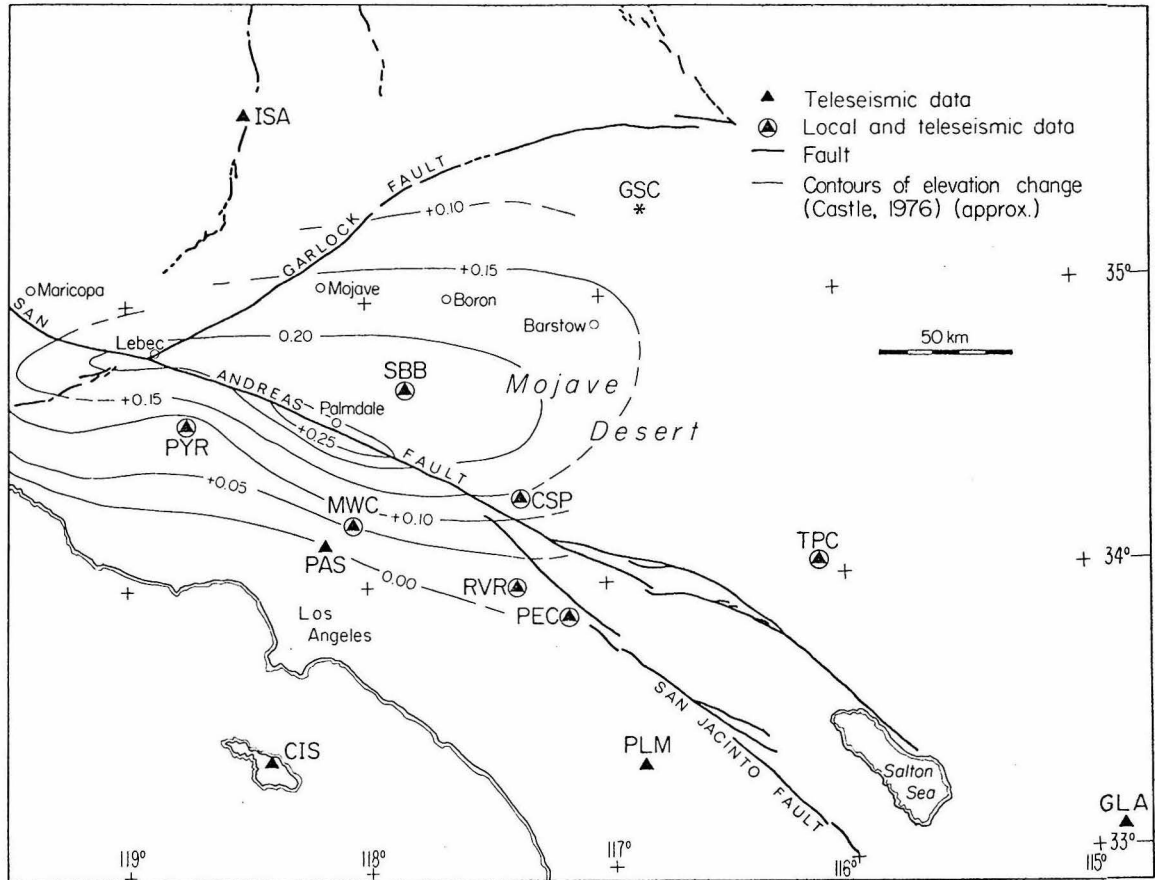 ISA
Teleseismic data
Local and teleseismic data
Fault
Contours of elevation change
(Castle, 1976) (approx.)
GSC
*
GARLOCK FAULT
+0.10
+0.15
35°
Maricopa
Mojave
Boron
Barstow
50 km
SAN ANDREAS FAULT
Lebec
0.20
SBB
Mojave
Desert
Palmdale
+0.25
+0.15
PYR
+0.05
MWC
CSP
+0.10
PAS
0.00
RVR
PEC
TPC
34°
Los
Angeles
SAN JACINTO FAULT
CIS
PLM
Salton
Sea
GLA
33°
119°
118°
117°
116°
115°